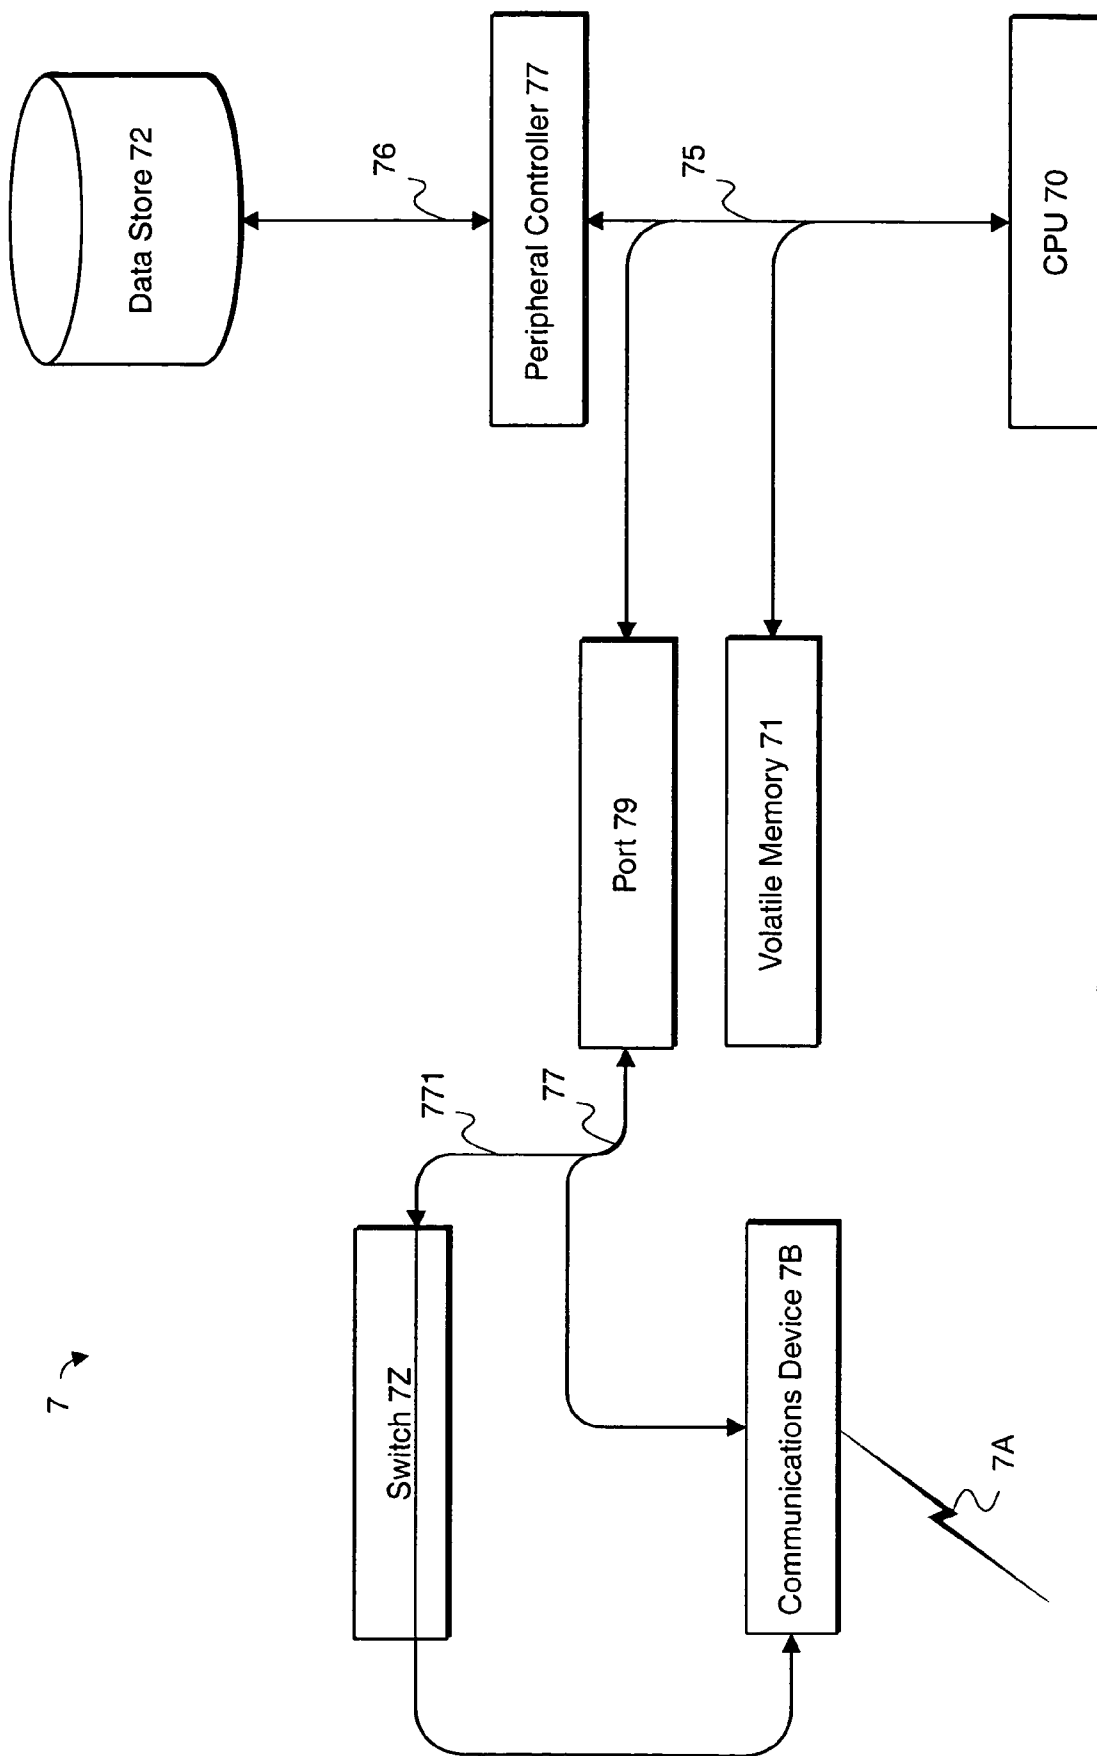 7
Switch 7Z
771
77
Communications Device 7B
7A
Port 79
Volatile Memory 71
Data Store 72
76
Peripheral Controller 77
75
CPU 70